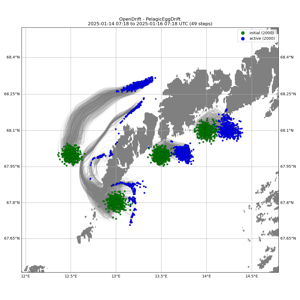 OpenDrift - PelagicEggDrift
2025-01-14 07:18 to 2025-01-16 07:18 UTC (49 steps)
initial (2000)
active (2000)
68.4°N 68.4°N
68.25°N 68.25°N
68.1°N 68.1°N
67.95°N 67.95°N
67.8°N 67.8°N
67.65°N 67.65°N
12°E 12.5°E 13°E 13.5°E 14°E 14.5°E